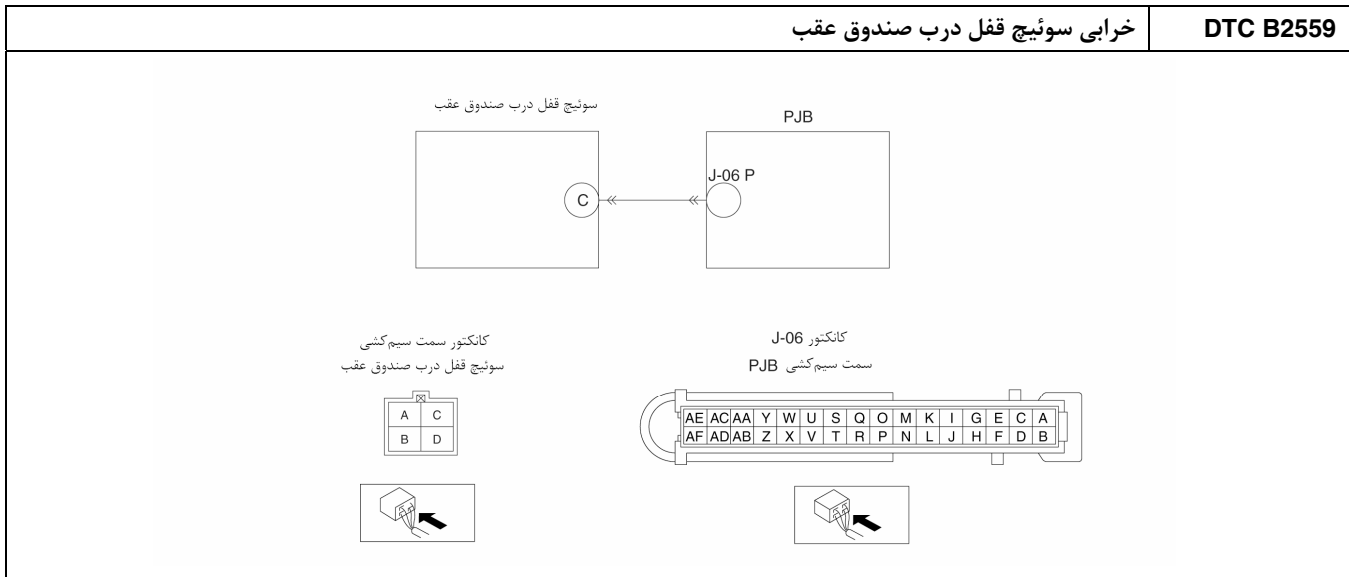 DTC B2559
خرابی سوئیچ قفل درب صندوق عقب
سوئیچ قفل درب صندوق عقب
PJB
C
J-06 P
کانکتور سمت سیم‌کشی
سوئیچ قفل درب صندوق عقب
A C
B D
کانکتور J-06
سمت سیم‌کشی PJB
AE AC AA Y W U S Q O M K I G E C A
AF AD AB Z X V T R P N L J H F D B